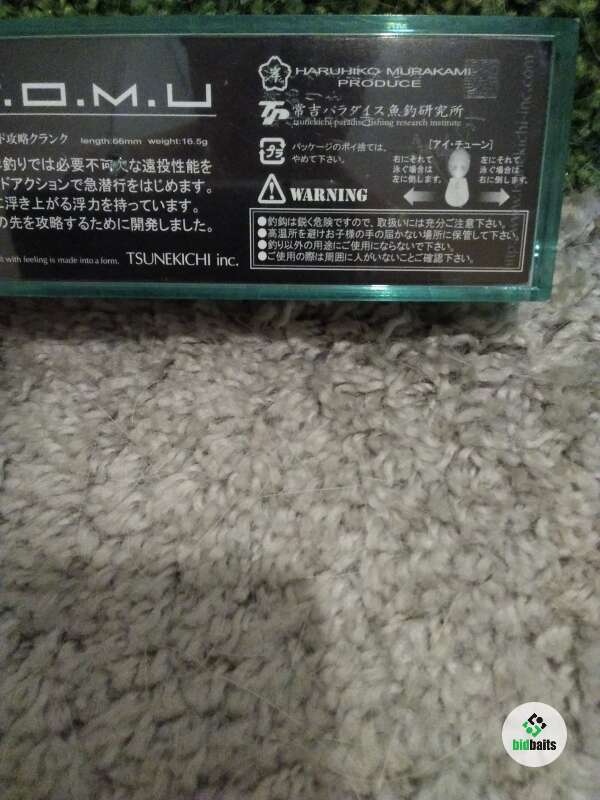 .O.M.U
ド攻略クランク length:66mm weight:16.5g
釣りでは必要不可欠な遠投性能を
ドアクションで急潜行をはじめます。
浮き上がる浮力を持っています。
の先を攻略するために開発しました。
with feeling is made into a form. TSUNEKICHI inc.
HARUHIKO MURAKAMI
PRODUCE
常吉パラダイス魚釣研究所
tsunekichi paradise fishing research institute
プラ
パッケージのポイ捨ては、
やめて下さい。
[アイ・チューン]
右にそれて
泳ぐ場合は
左に倒します。
左にそれて
泳ぐ場合は
右に倒します。
WARNING
●釣鈎は鋭く危険ですので、取扱いには充分ご注意下さい。
●高温所を避けお子様の手の届かない場所に保管して下さい。
●釣り以外の用途にご使用にならないで下さい。
●ご使用の際は周囲に人がいないことご確認下さい。
bidbaits